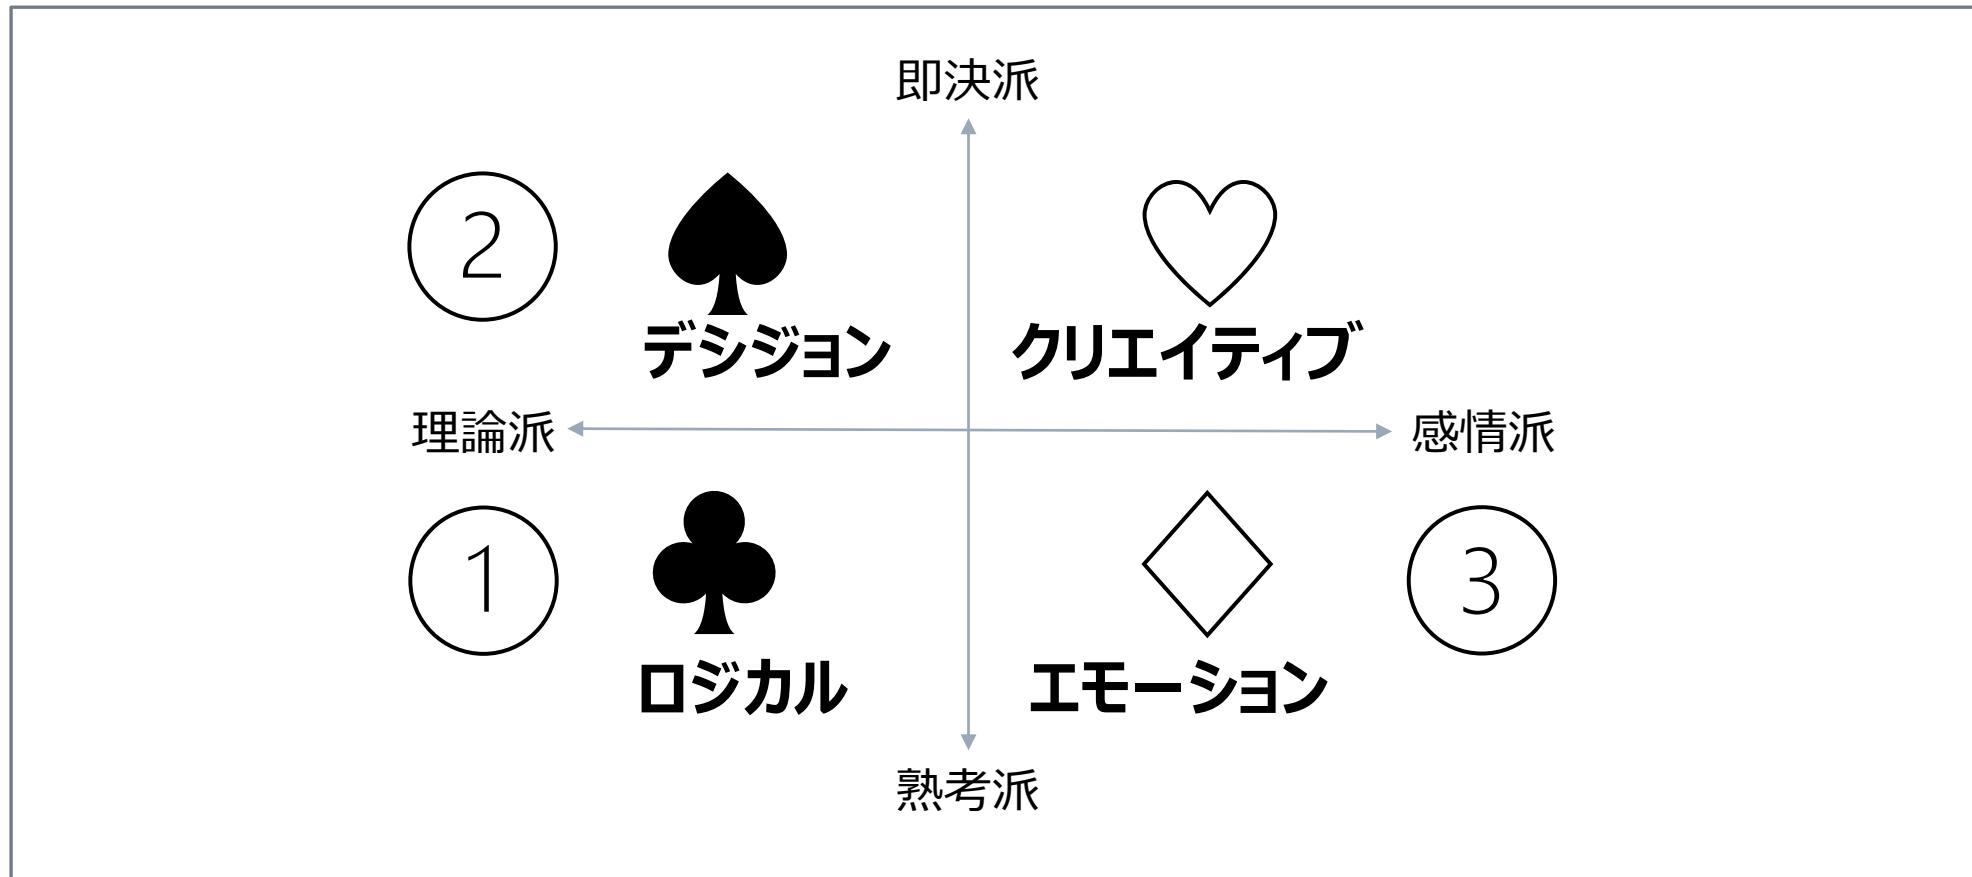 即決派
2
デシジョン
クリエイティブ
理論派
感情派
1
ロジカル
エモーション
3
熟考派